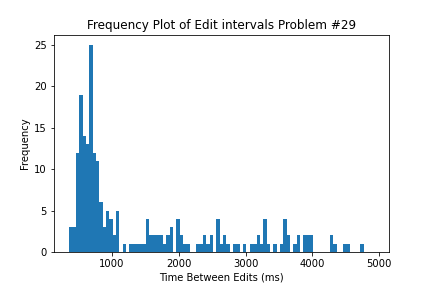 Frequency Plot of Edit intervals Problem #29
25
20
15
10
5
0
Frequency
1000 2000 3000 4000 5000
Time Between Edits (ms)